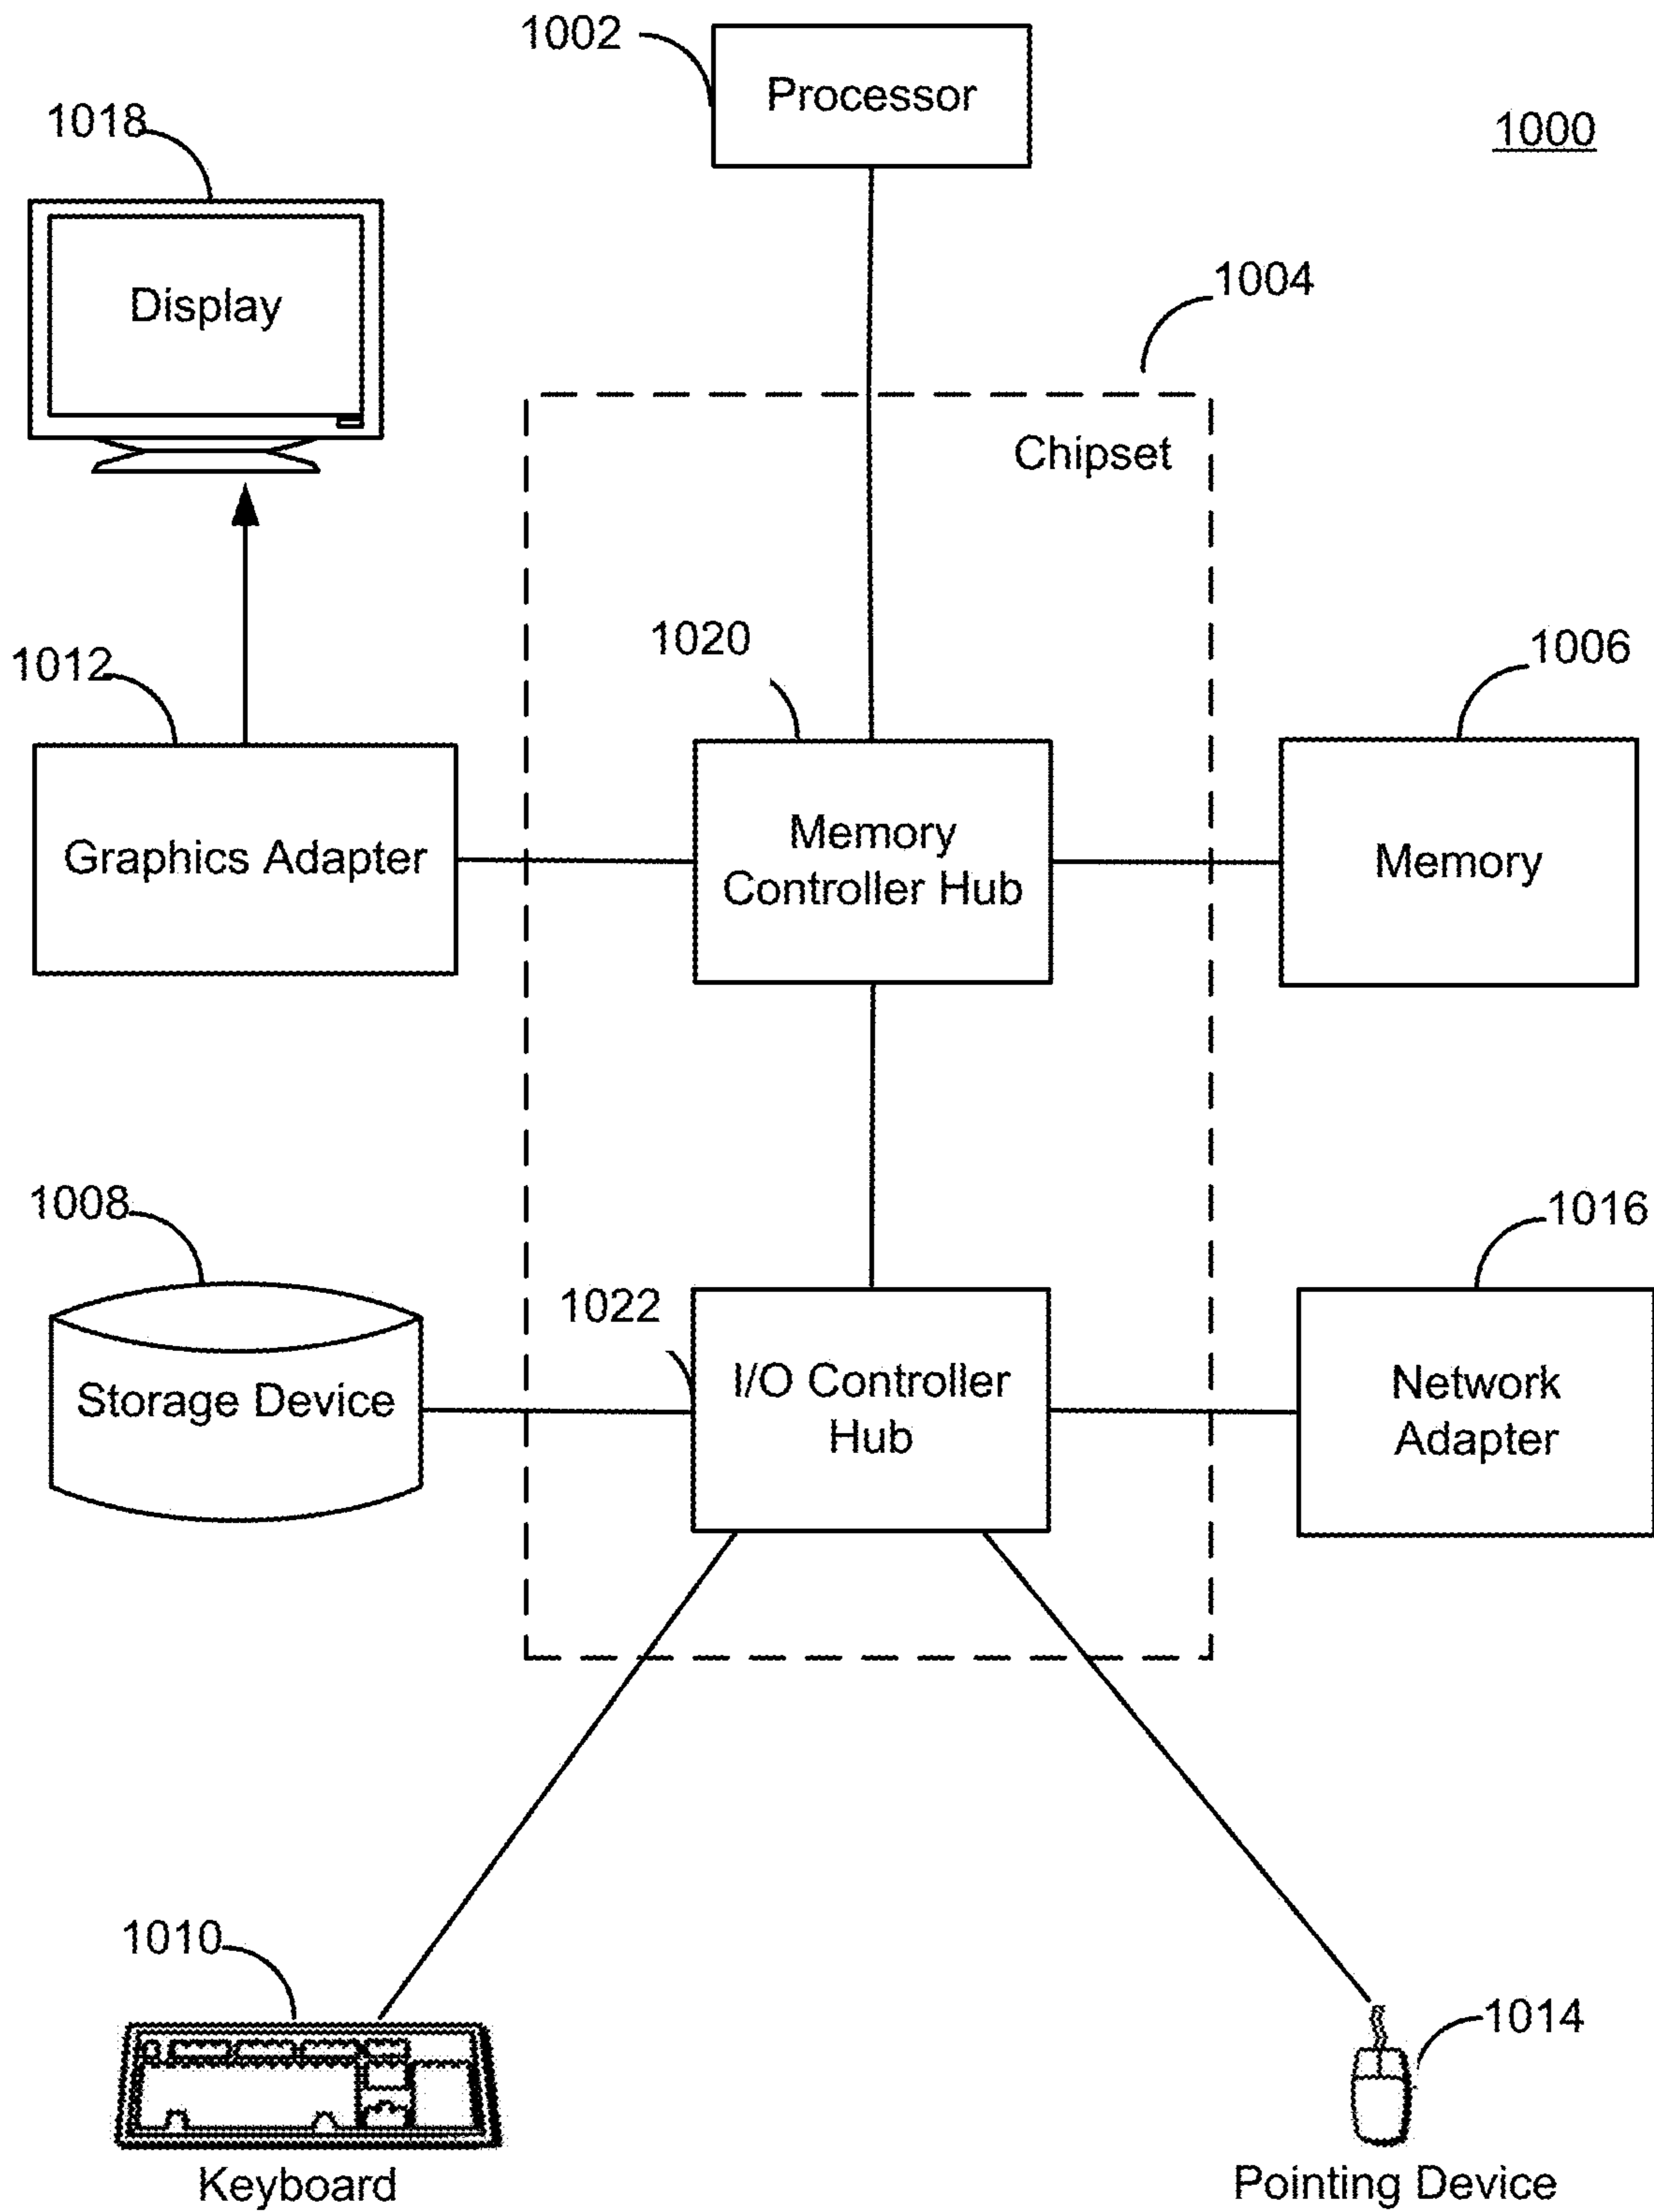 1002
Processor
1000
1018
Display
1004
Chipset
1020
1006
1012
Graphics Adapter
Memory
Controller Hub
Memory
1008
1016
1022
Storage Device
I/O Controller
Hub
Network
Adapter
1010
1014
Keyboard
Pointing Device